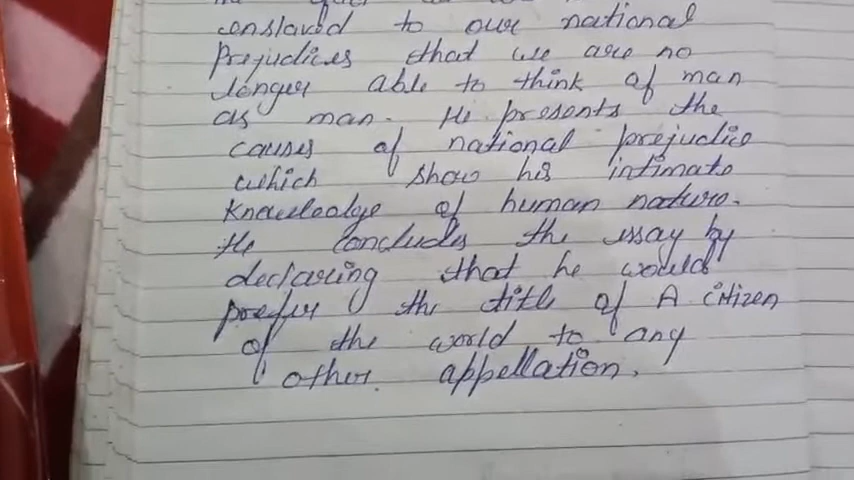 enslaved to our national
Prejudices that we are no
longer able to think of man
as man. He presents the
causes of national prejudice
which show his intimate
knowledge of human nature.
He concludes the essay by
declaring that he would
prefer the title of A citizen
of the world to any
other appellation.